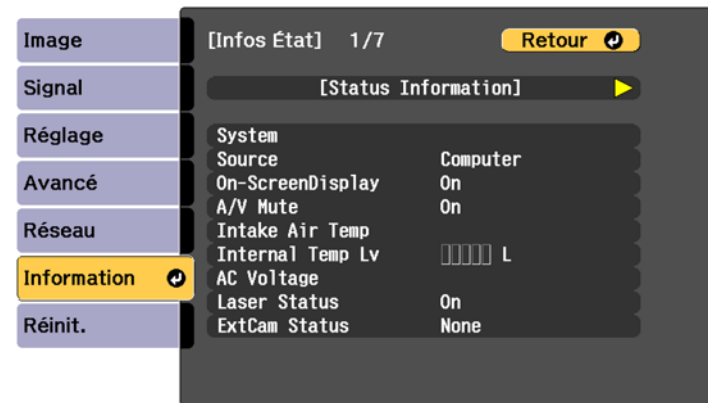 Image
Signal
Réglage
Avancé
Réseau
Information
Réinit.
[Infos État] 1/7
Retour
[Status Information]
System
Source Computer
On-ScreenDisplay On
A/V Mute On
Intake Air Temp
Internal Temp Lv L
AC Voltage
Laser Status On
ExtCam Status None